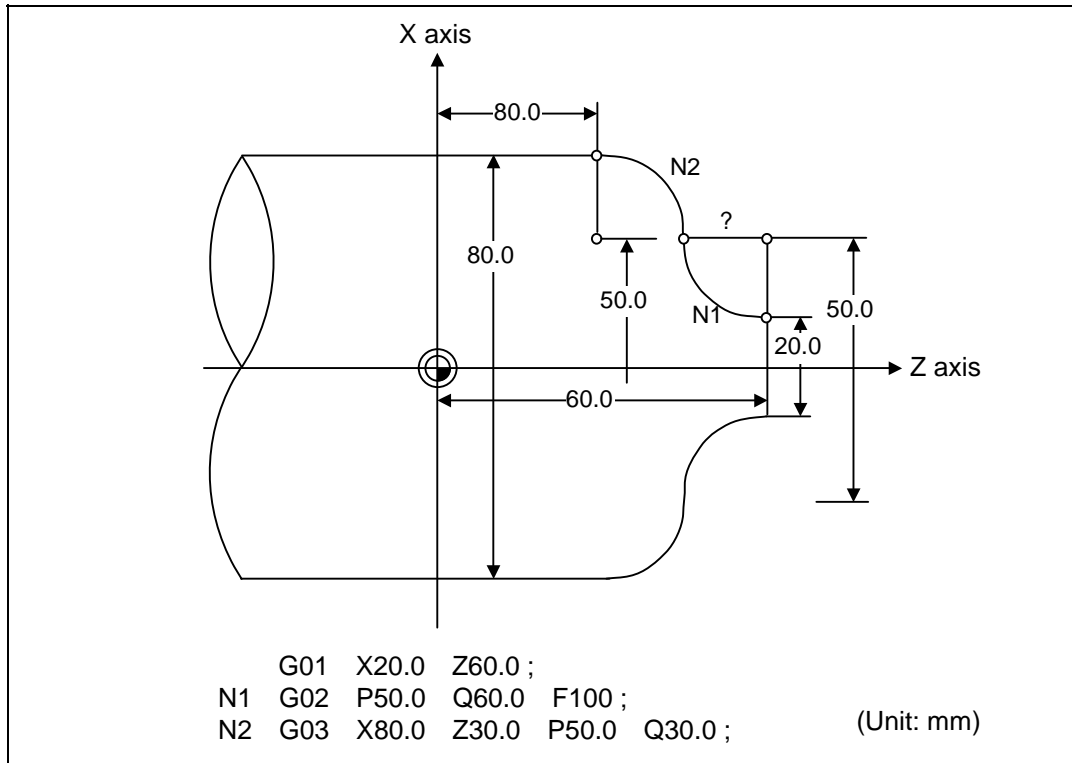 X axis
80.0
N2
?
80.0
50.0
N1
50.0
20.0
Z axis
60.0
G01 X20.0 Z60.0 ;
N1 G02 P50.0 Q60.0 F100 ;
N2 G03 X80.0 Z30.0 P50.0 Q30.0 ;
(Unit: mm)